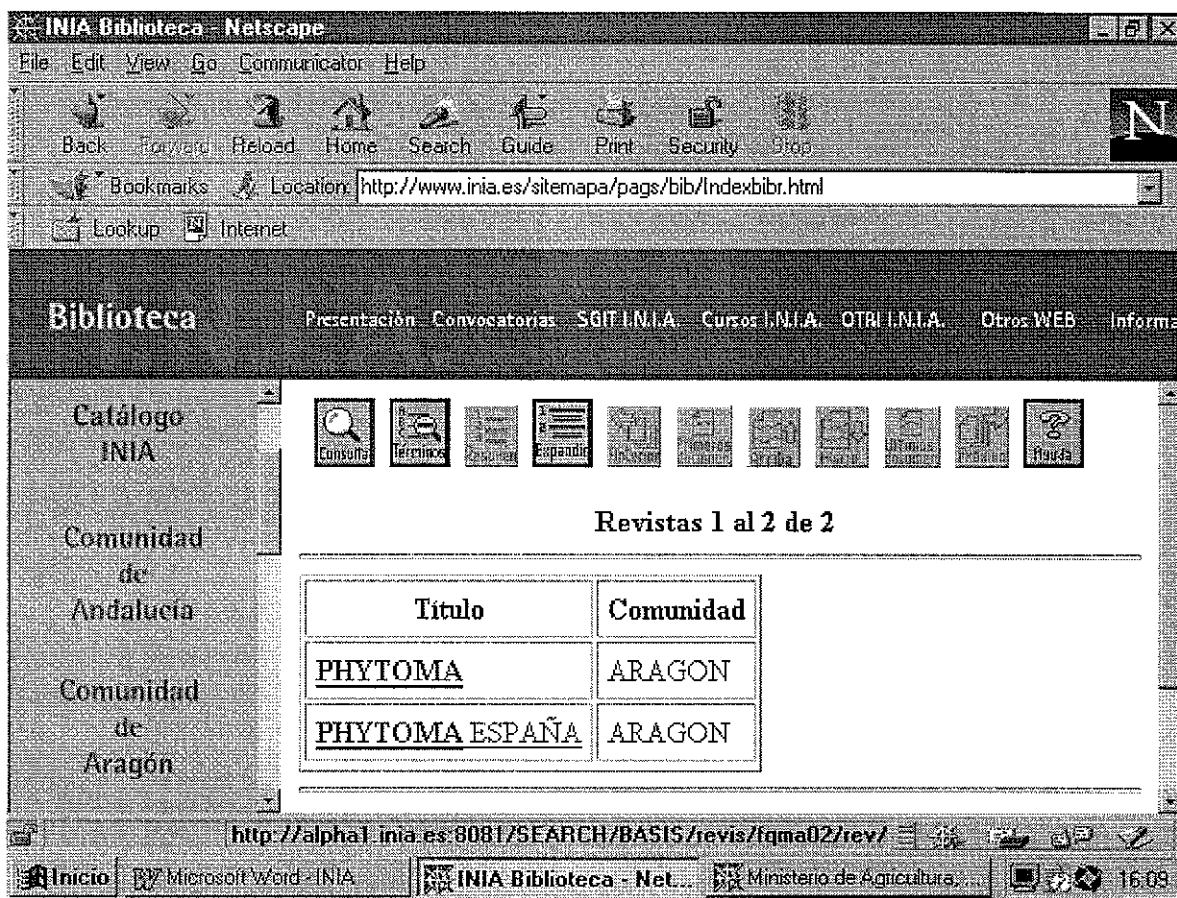 INIA Biblioteca - Netscape
File Edit View Go Communicator Help
Back Forward Reload Home Search Guide Print Security Stop
N
Bookmarks Location: http://www.inia.es/sitemapa/pags/bib/Indexbibr.html
Lookup Internet
Biblioteca
Presentación Convocatorias SGIT I.N.I.A. Cursos I.N.I.A. OTRI I.N.I.A. Otros WEB Informa
Catálogo
INIA
Comunidad
de
Andalucía
Comunidad
de
Aragón
Consulta Términos Resumen Expandir Arriba Ayuda
Revistas 1 al 2 de 2
Título Comunidad
PHYTOMA ARAGON
PHYTOMA ESPAÑA ARAGON
http://alpha1.inia.es:8081/SEARCH/BASIS/revis/fqma02/rev/
Inicio Microsoft Word - INIA INIA Biblioteca - Net... Ministerio de Agricultura, ... 16:09